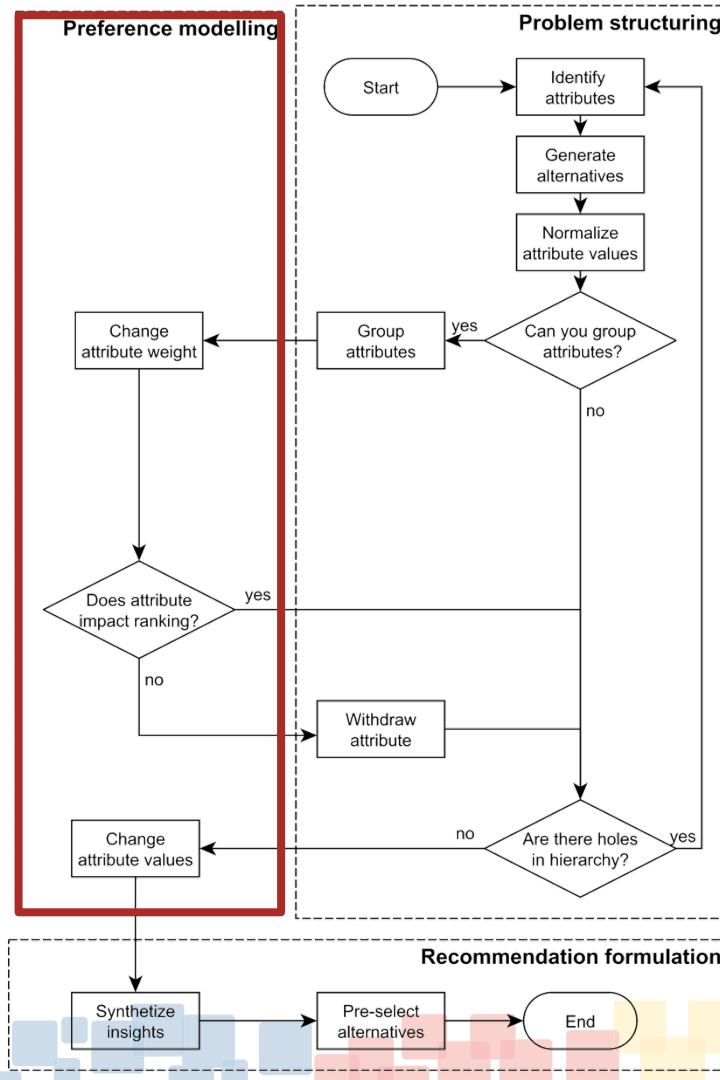 Preference modelling
Problem structuring
Start
Identify
attributes
Generate
alternatives
Normalize
attribute values
Can you group
attributes?
yes
Group
attributes
Change
attribute weight
no
Does attribute
impact ranking?
yes
no
Withdraw
attribute
Are there holes
in hierarchy?
yes
no
Change
attribute values
Recommendation formulation
Synthetize
insights
Pre-select
alternatives
End